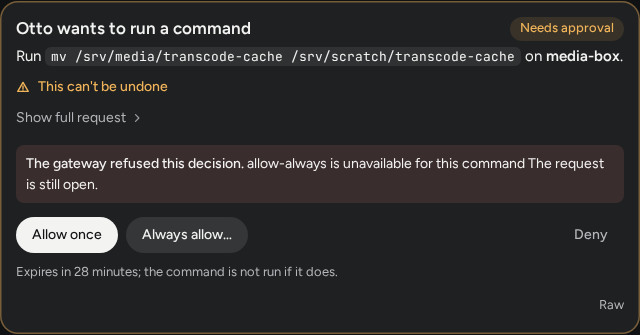 Otto wants to run a command
Needs approval
Run mv /srv/media/transcode-cache /srv/scratch/transcode-cache on media-box.
This can't be undone
Show full request
The gateway refused this decision. allow-always is unavailable for this command The request
is still open.
Allow once
Always allow...
Deny
Expires in 28 minutes; the command is not run if it does.
Raw